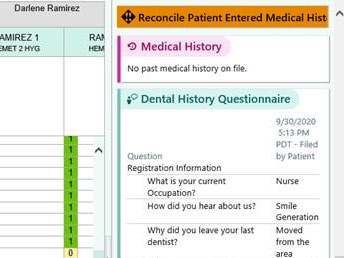 Darlene Ramirez
AMIREZ 1
EMET 2 HYG
RAM
HEM
1
1
1
1
1
1
1
1
1
0
Reconcile Patient Entered Medical Hist
Medical History
No past medical history on file.
Dental History Questionnaire
9/30/2020
5:13 PM
PDT - Filed
by Patient
Question
Registration Information
What is your current Nurse
Occupation?
How did you hear about us? Smile
Generation
Why did you leave your last Moved
dentist? from the
area